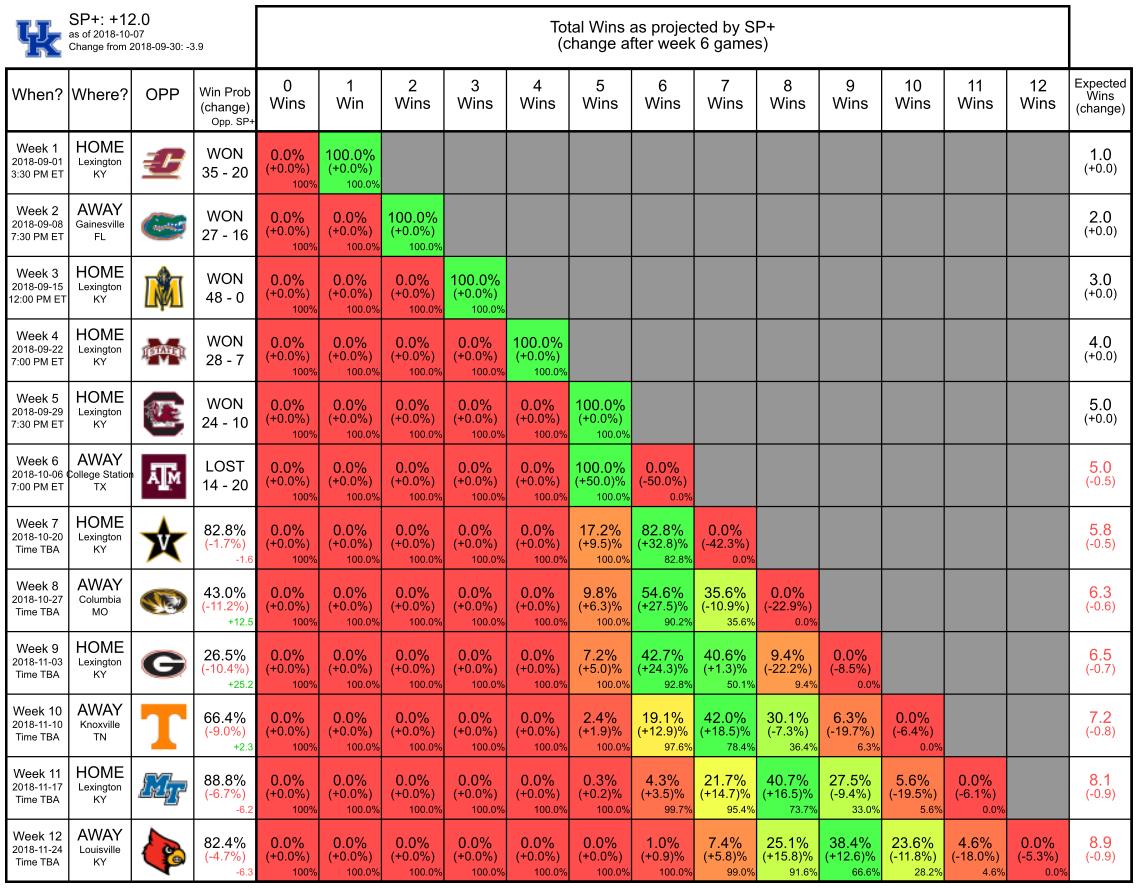 UK
SP+: +12.0
as of 2018-10-07
Change from 2018-09-30: -3.9
Total Wins as projected by SP+
(change after week 6 games)
When? Where? OPP Win Prob (change) Opp. SP+ 0 Wins 1 Win 2 Wins 3 Wins 4 Wins 5 Wins 6 Wins 7 Wins 8 Wins 9 Wins 10 Wins 11 Wins 12 Wins Expected Wins (change)
Week 1 HOME WON 0.0% 100.0% 1.0
2018-09-01 Lexington (+0.0%) (+0.0%) (+0.0)
3:30 PM ET KY C 35 - 20 100% 100.0%
Week 2 AWAY WON 0.0% 0.0% 100.0% 2.0
2018-09-08 Gainesville (+0.0%) (+0.0%) (+0.0%) (+0.0)
7:30 PM ET FL 27 - 16 100% 100.0% 100.0%
Week 3 HOME WON 0.0% 0.0% 0.0% 100.0% 3.0
2018-09-15 Lexington (+0.0%) (+0.0%) (+0.0%) (+0.0%) (+0.0)
12:00 PM ET KY M 48 - 0 100% 100.0% 100.0% 100.0%
Week 4 HOME WON 0.0% 0.0% 0.0% 0.0% 100.0% 4.0
2018-09-22 Lexington STATE (+0.0%) (+0.0%) (+0.0%) (+0.0%) (+0.0%) (+0.0)
7:00 PM ET KY 28 - 7 100% 100.0% 100.0% 100.0% 100.0%
Week 5 HOME WON 0.0% 0.0% 0.0% 0.0% 0.0% 100.0% 5.0
2018-09-29 Lexington (+0.0%) (+0.0%) (+0.0%) (+0.0%) (+0.0%) (+0.0%) (+0.0)
7:30 PM ET KY C 24 - 10 100% 100.0% 100.0% 100.0% 100.0% 100.0%
Week 6 AWAY LOST 0.0% 0.0% 0.0% 0.0% 0.0% 100.0% 0.0% 5.0
2018-10-06 College Station ATM (+0.0%) (+0.0%) (+0.0%) (+0.0%) (+0.0%) (+50.0)% (-50.0%) (-0.5)
7:00 PM ET TX 14 - 20 100% 100.0% 100.0% 100.0% 100.0% 100.0% 0.0%
Week 7 HOME 82.8% 0.0% 0.0% 0.0% 0.0% 0.0% 17.2% 82.8% 0.0% 5.8
2018-10-20 Lexington V (-1.7%) (+0.0%) (+0.0%) (+0.0%) (+0.0%) (+0.0%) (+9.5)% (+32.8)% (-42.3%) (-0.5)
Time TBA KY -1.6 100% 100.0% 100.0% 100.0% 100.0% 100.0% 82.8% 0.0%
Week 8 AWAY 43.0% 0.0% 0.0% 0.0% 0.0% 0.0% 9.8% 54.6% 35.6% 0.0% 6.3
2018-10-27 Columbia (-11.2%) (+0.0%) (+0.0%) (+0.0%) (+0.0%) (+0.0%) (+6.3)% (+27.5)% (-10.9%) (-22.9%) (-0.6)
Time TBA MO +12.5 100% 100.0% 100.0% 100.0% 100.0% 100.0% 90.2% 35.6% 0.0%
Week 9 HOME 26.5% 0.0% 0.0% 0.0% 0.0% 0.0% 7.2% 42.7% 40.6% 9.4% 0.0% 6.5
2018-11-03 Lexington G (-10.4%) (+0.0%) (+0.0%) (+0.0%) (+0.0%) (+0.0%) (+5.0)% (+24.3)% (+1.3)% (-22.2%) (-8.5%) (-0.7)
Time TBA KY +25.2 100% 100.0% 100.0% 100.0% 100.0% 100.0% 92.8% 50.1% 9.4% 0.0%
Week 10 AWAY 66.4% 0.0% 0.0% 0.0% 0.0% 0.0% 2.4% 19.1% 42.0% 30.1% 6.3% 0.0% 7.2
2018-11-10 Knoxville T (-9.0%) (+0.0%) (+0.0%) (+0.0%) (+0.0%) (+0.0%) (+1.9)% (+12.9)% (+18.5)% (-7.3%) (-19.7%) (-6.4%) (-0.8)
Time TBA TN +2.3 100% 100.0% 100.0% 100.0% 100.0% 100.0% 97.6% 78.4% 36.4% 6.3% 0.0%
Week 11 HOME 88.8% 0.0% 0.0% 0.0% 0.0% 0.0% 0.3% 4.3% 21.7% 40.7% 27.5% 5.6% 0.0% 8.1
2018-11-17 Lexington MT (-6.7%) (+0.0%) (+0.0%) (+0.0%) (+0.0%) (+0.0%) (+0.2)% (+3.5)% (+14.7)% (+16.5)% (-9.4%) (-19.5%) (-6.1%) (-0.9)
Time TBA KY -6.2 100% 100.0% 100.0% 100.0% 100.0% 100.0% 99.7% 95.4% 73.7% 33.0% 5.6% 0.0%
Week 12 AWAY 82.4% 0.0% 0.0% 0.0% 0.0% 0.0% 0.0% 1.0% 7.4% 25.1% 38.4% 23.6% 4.6% 0.0% 8.9
2018-11-24 Louisville (-4.7%) (+0.0%) (+0.0%) (+0.0%) (+0.0%) (+0.0%) (+0.0)% (+0.9)% (+5.8)% (+15.8)% (+12.6)% (-11.8%) (-18.0%) (-5.3%) (-0.9)
Time TBA KY -6.3 100% 100.0% 100.0% 100.0% 100.0% 100.0% 100.0% 99.0% 91.6% 66.6% 28.2% 4.6% 0.0%